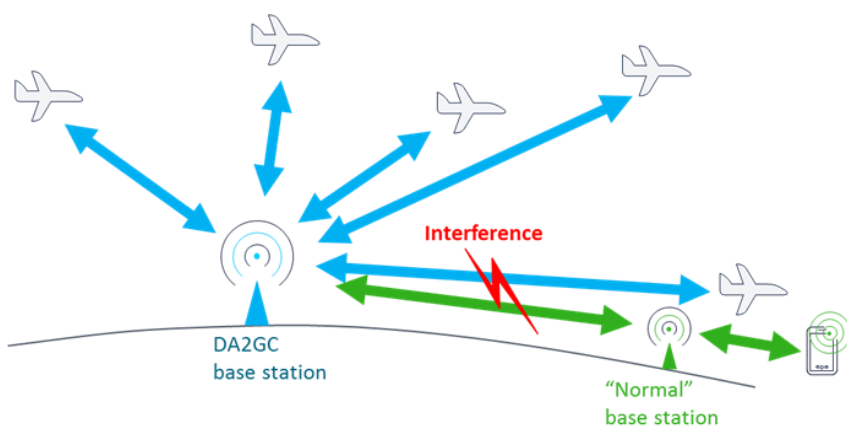 Interference
DA2GC
base station
“Normal”
base station